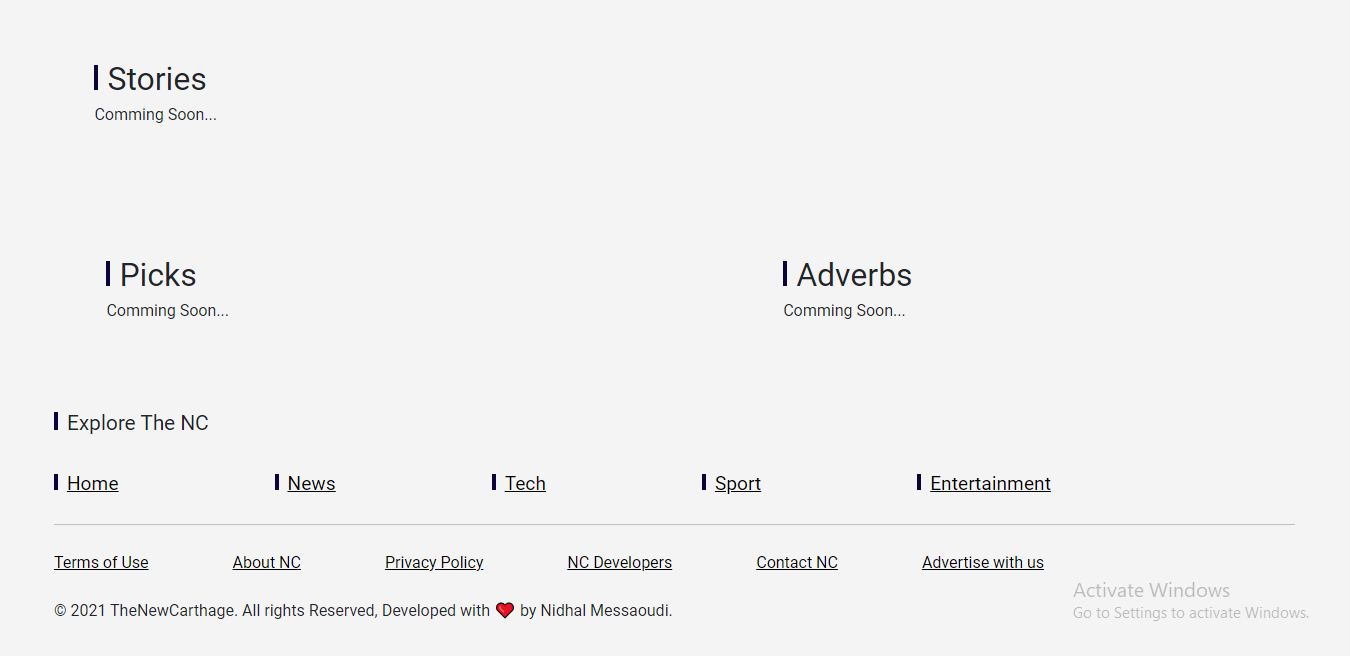 Stories
Comming Soon...
Picks
Comming Soon...
Adverbs
Comming Soon...
Explore The NC
Home News Tech Sport Entertainment
Terms of Use About NC Privacy Policy NC Developers Contact NC Advertise with us
© 2021 TheNewCarthage. All rights Reserved, Developed with ❤️ by Nidhal Messaoudi.
Activate Windows
Go to Settings to activate Windows.